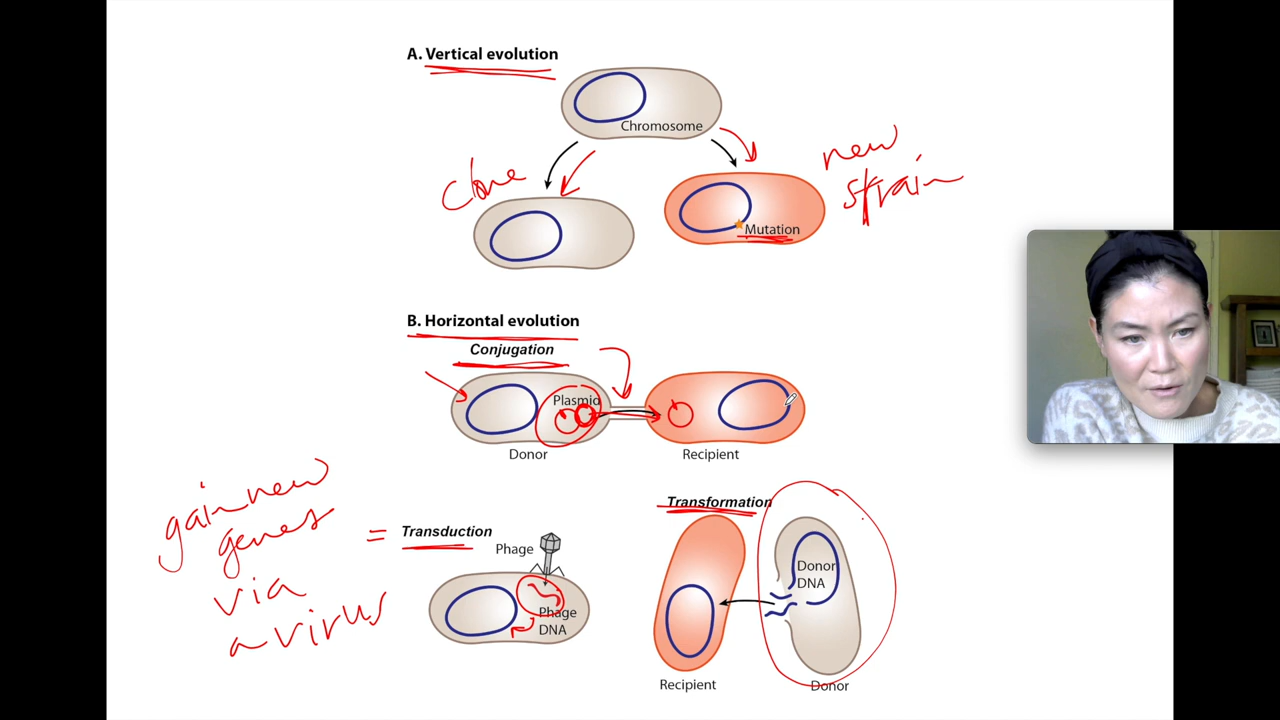 A. Vertical evolution
Chromosome
clone
new
strain
Mutation
B. Horizontal evolution
Conjugation
Plasmid
Donor
Recipient
gain new
genes
via
a virus
= Transduction
Phage
Phage
DNA
Transformation
Donor
DNA
Recipient
Donor